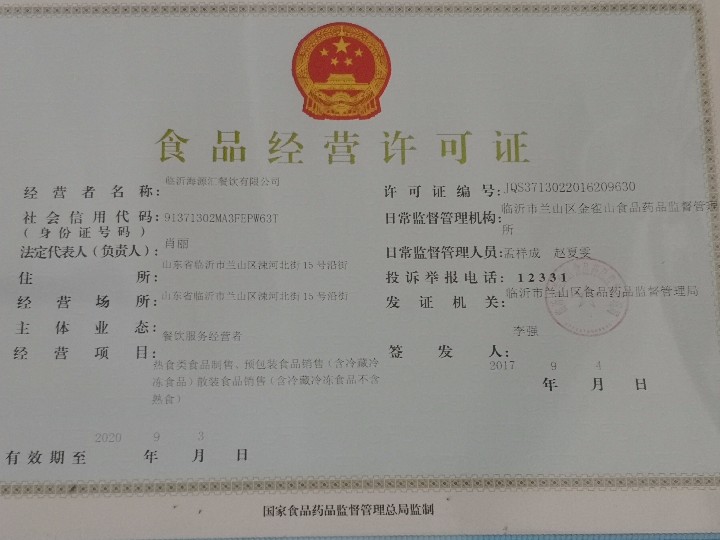 食品经营许可证
经营者名称：临沂海源汇餐饮有限公司
社会信用代码：91371302MA3FEPW63T
（身份证号码）
法定代表人（负责人）：肖丽
住所：山东省临沂市兰山区涑河北街15号沿街
经营场所：山东省临沂市兰山区涑河北街15号沿街
主体业态：餐饮服务经营者
经营项目：热食类食品制售、预包装食品销售（含冷藏冷
冻食品）散装食品销售（含冷藏冷冻食品不含
熟食）
有效期至 2020 年 9 月 3 日
许可证编号：JQS3713022016209630
日常监督管理机构：临沂市兰山区金雀山食品药品监督管理
所
日常监督管理人员：孟祥成 赵夏雯
投诉举报电话：12331
发证机关：临沂市兰山区食品药品监督管理局
签发人：李强
2017 年 9 月 4 日
国家食品药品监督管理总局监制